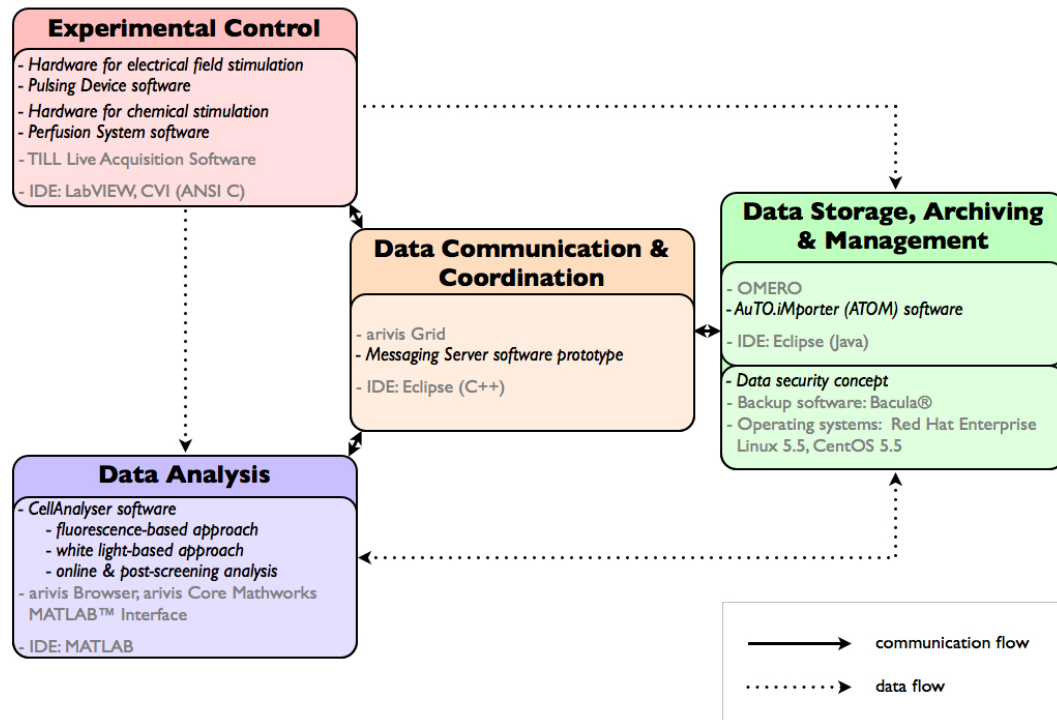 Experimental Control
- Hardware for electrical field stimulation
- Pulsing Device software
- Hardware for chemical stimulation
- Perfusion System software
- TILL Live Acquisition Software
- IDE: LabVIEW, CVI (ANSI C)
Data Communication &
Coordination
- arivis Grid
- Messaging Server software prototype
- IDE: Eclipse (C++)
Data Storage, Archiving
& Management
- OMERO
- AuTO.iMporter (ATOM) software
- IDE: Eclipse (Java)
- Data security concept
- Backup software: Bacula®
- Operating systems: Red Hat Enterprise
Linux 5.5, CentOS 5.5
Data Analysis
- CellAnalyser software
- fluorescence-based approach
- white light-based approach
- online & post-screening analysis
- arivis Browser, arivis Core Mathworks
MATLAB™ Interface
- IDE: MATLAB
communication flow
data flow